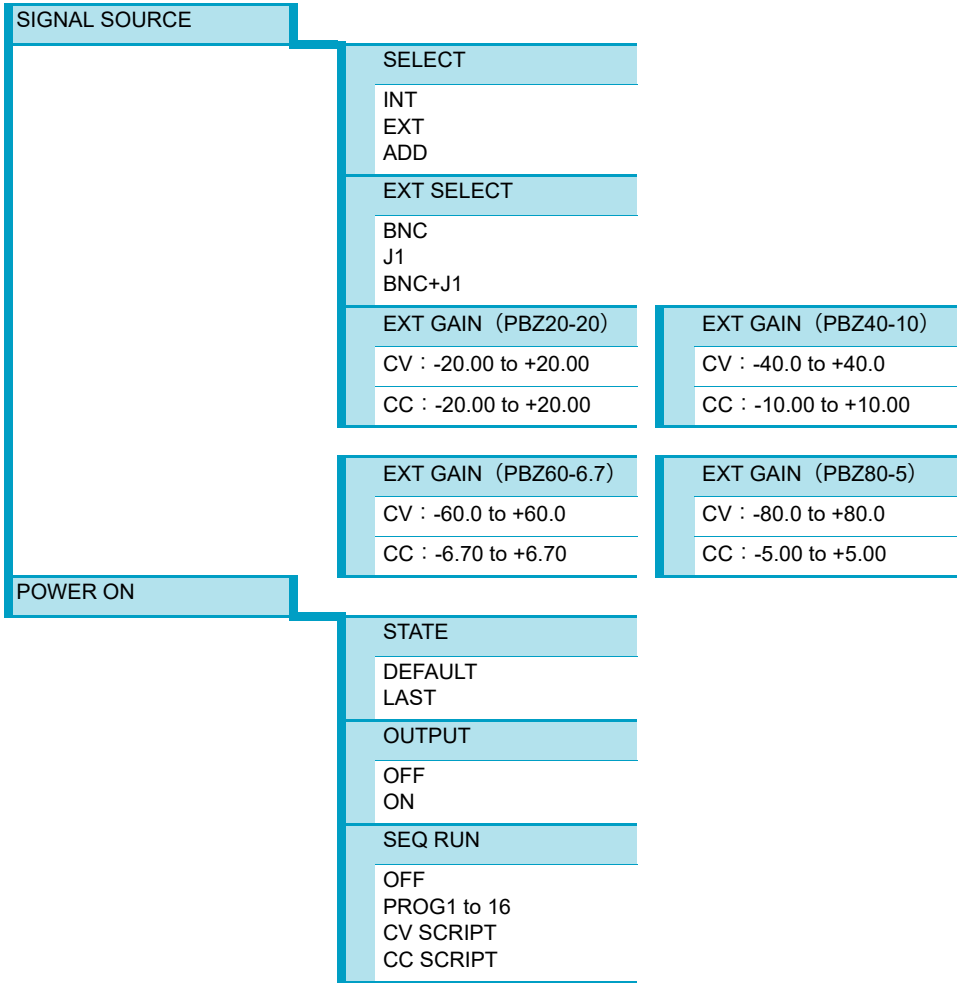 SIGNAL SOURCE
SELECT
INT
EXT
ADD
EXT SELECT
BNC
J1
BNC+J1
EXT GAIN（PBZ20-20）
CV：-20.00 to +20.00
CC：-20.00 to +20.00
EXT GAIN（PBZ40-10）
CV：-40.0 to +40.0
CC：-10.00 to +10.00
EXT GAIN（PBZ60-6.7）
CV：-60.0 to +60.0
CC：-6.70 to +6.70
EXT GAIN（PBZ80-5）
CV：-80.0 to +80.0
CC：-5.00 to +5.00
POWER ON
STATE
DEFAULT
LAST
OUTPUT
OFF
ON
SEQ RUN
OFF
PROG1 to 16
CV SCRIPT
CC SCRIPT